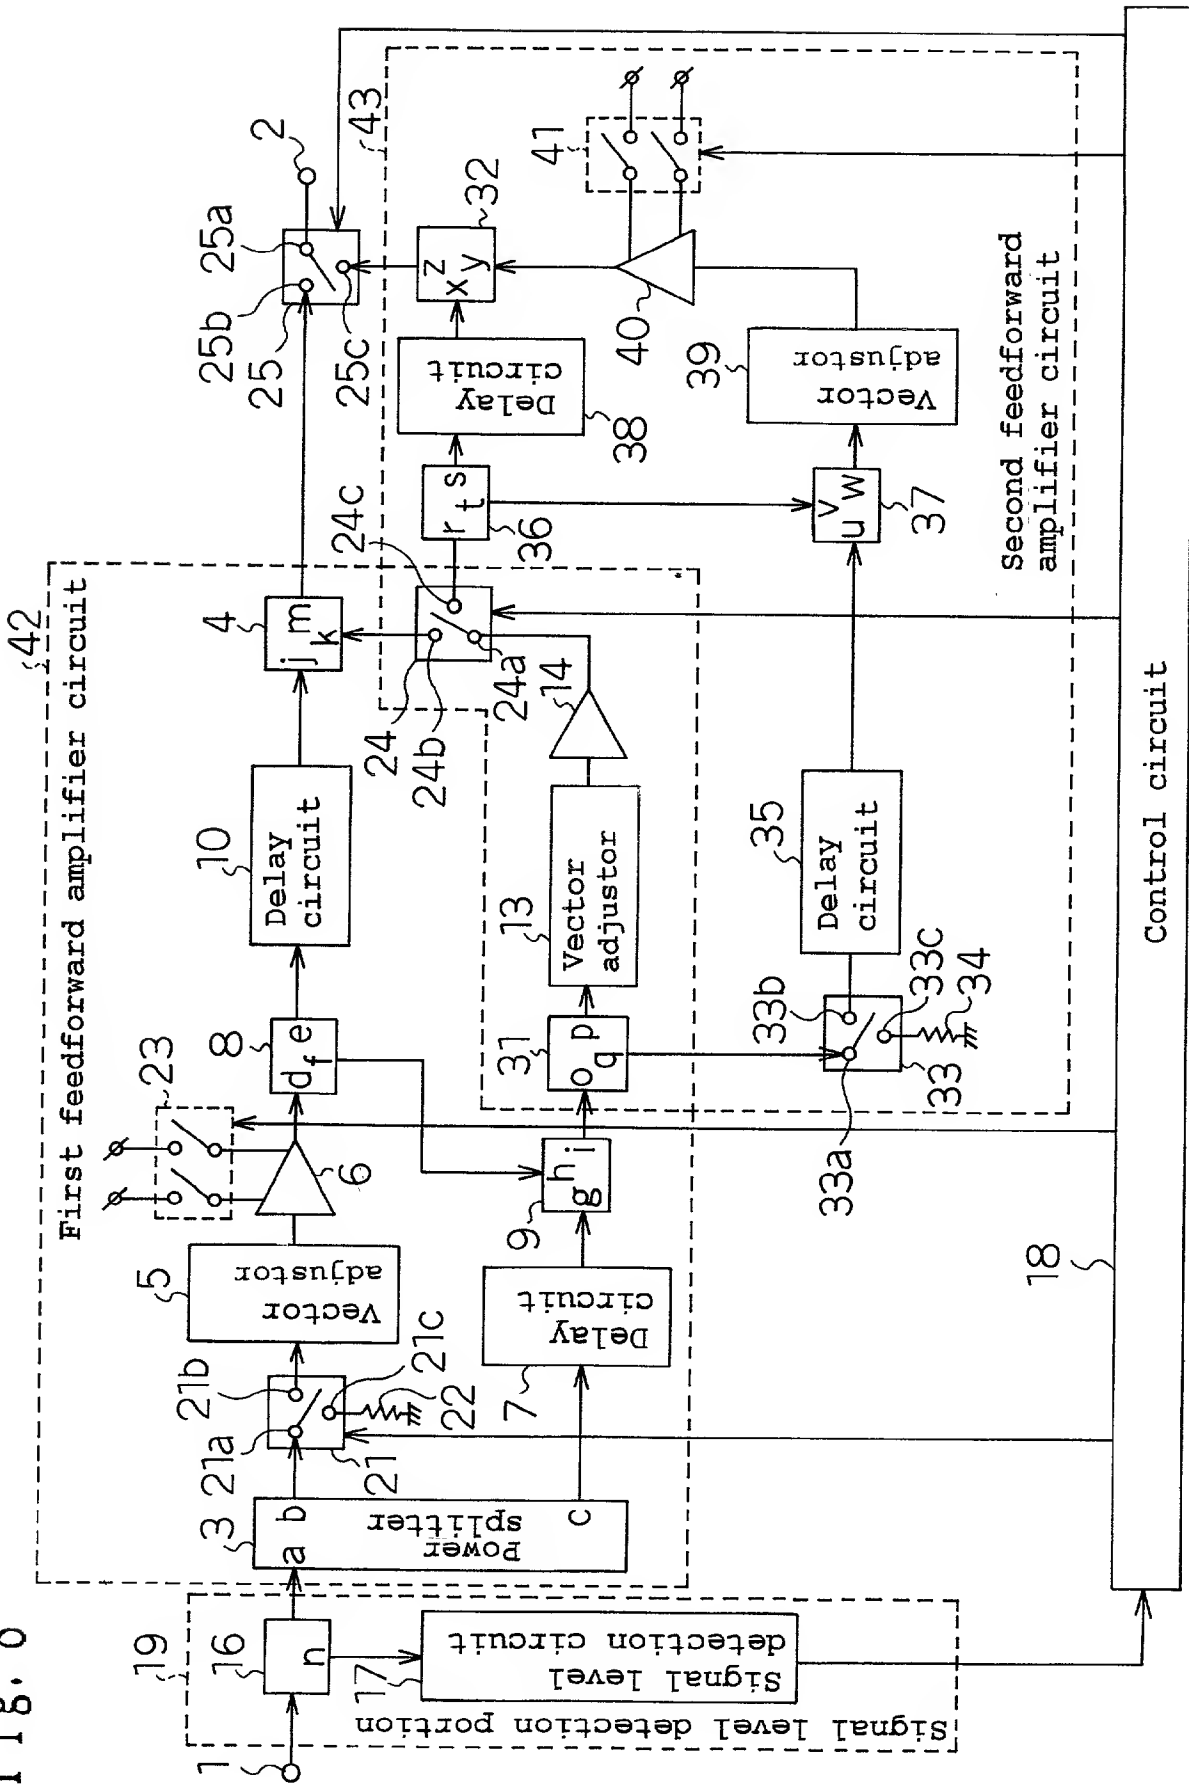 42
First feedforward amplifier circuit
1
19
16
n
17
Signal level
detection circuit
Signal level detection portion
3
a
b
c
Power
splitter
21a
21b
21
21c
22
5
Vector
adjustor
6
23
7
Delay
circuit
8
d
f
e
9
g
h
i
10
Delay
circuit
4
j
k
m
31
o
p
q
13
Vector
adjustor
14
24
24b
24a
24c
25
25b
25a
25c
2
43
33a
33b
33
33c
34
35
Delay
circuit
36
r
s
t
37
u
v
w
38
Delay
circuit
39
Vector
adjustor
40
41
32
x
z
y
Second feedforward
amplifier circuit
18
Control circuit